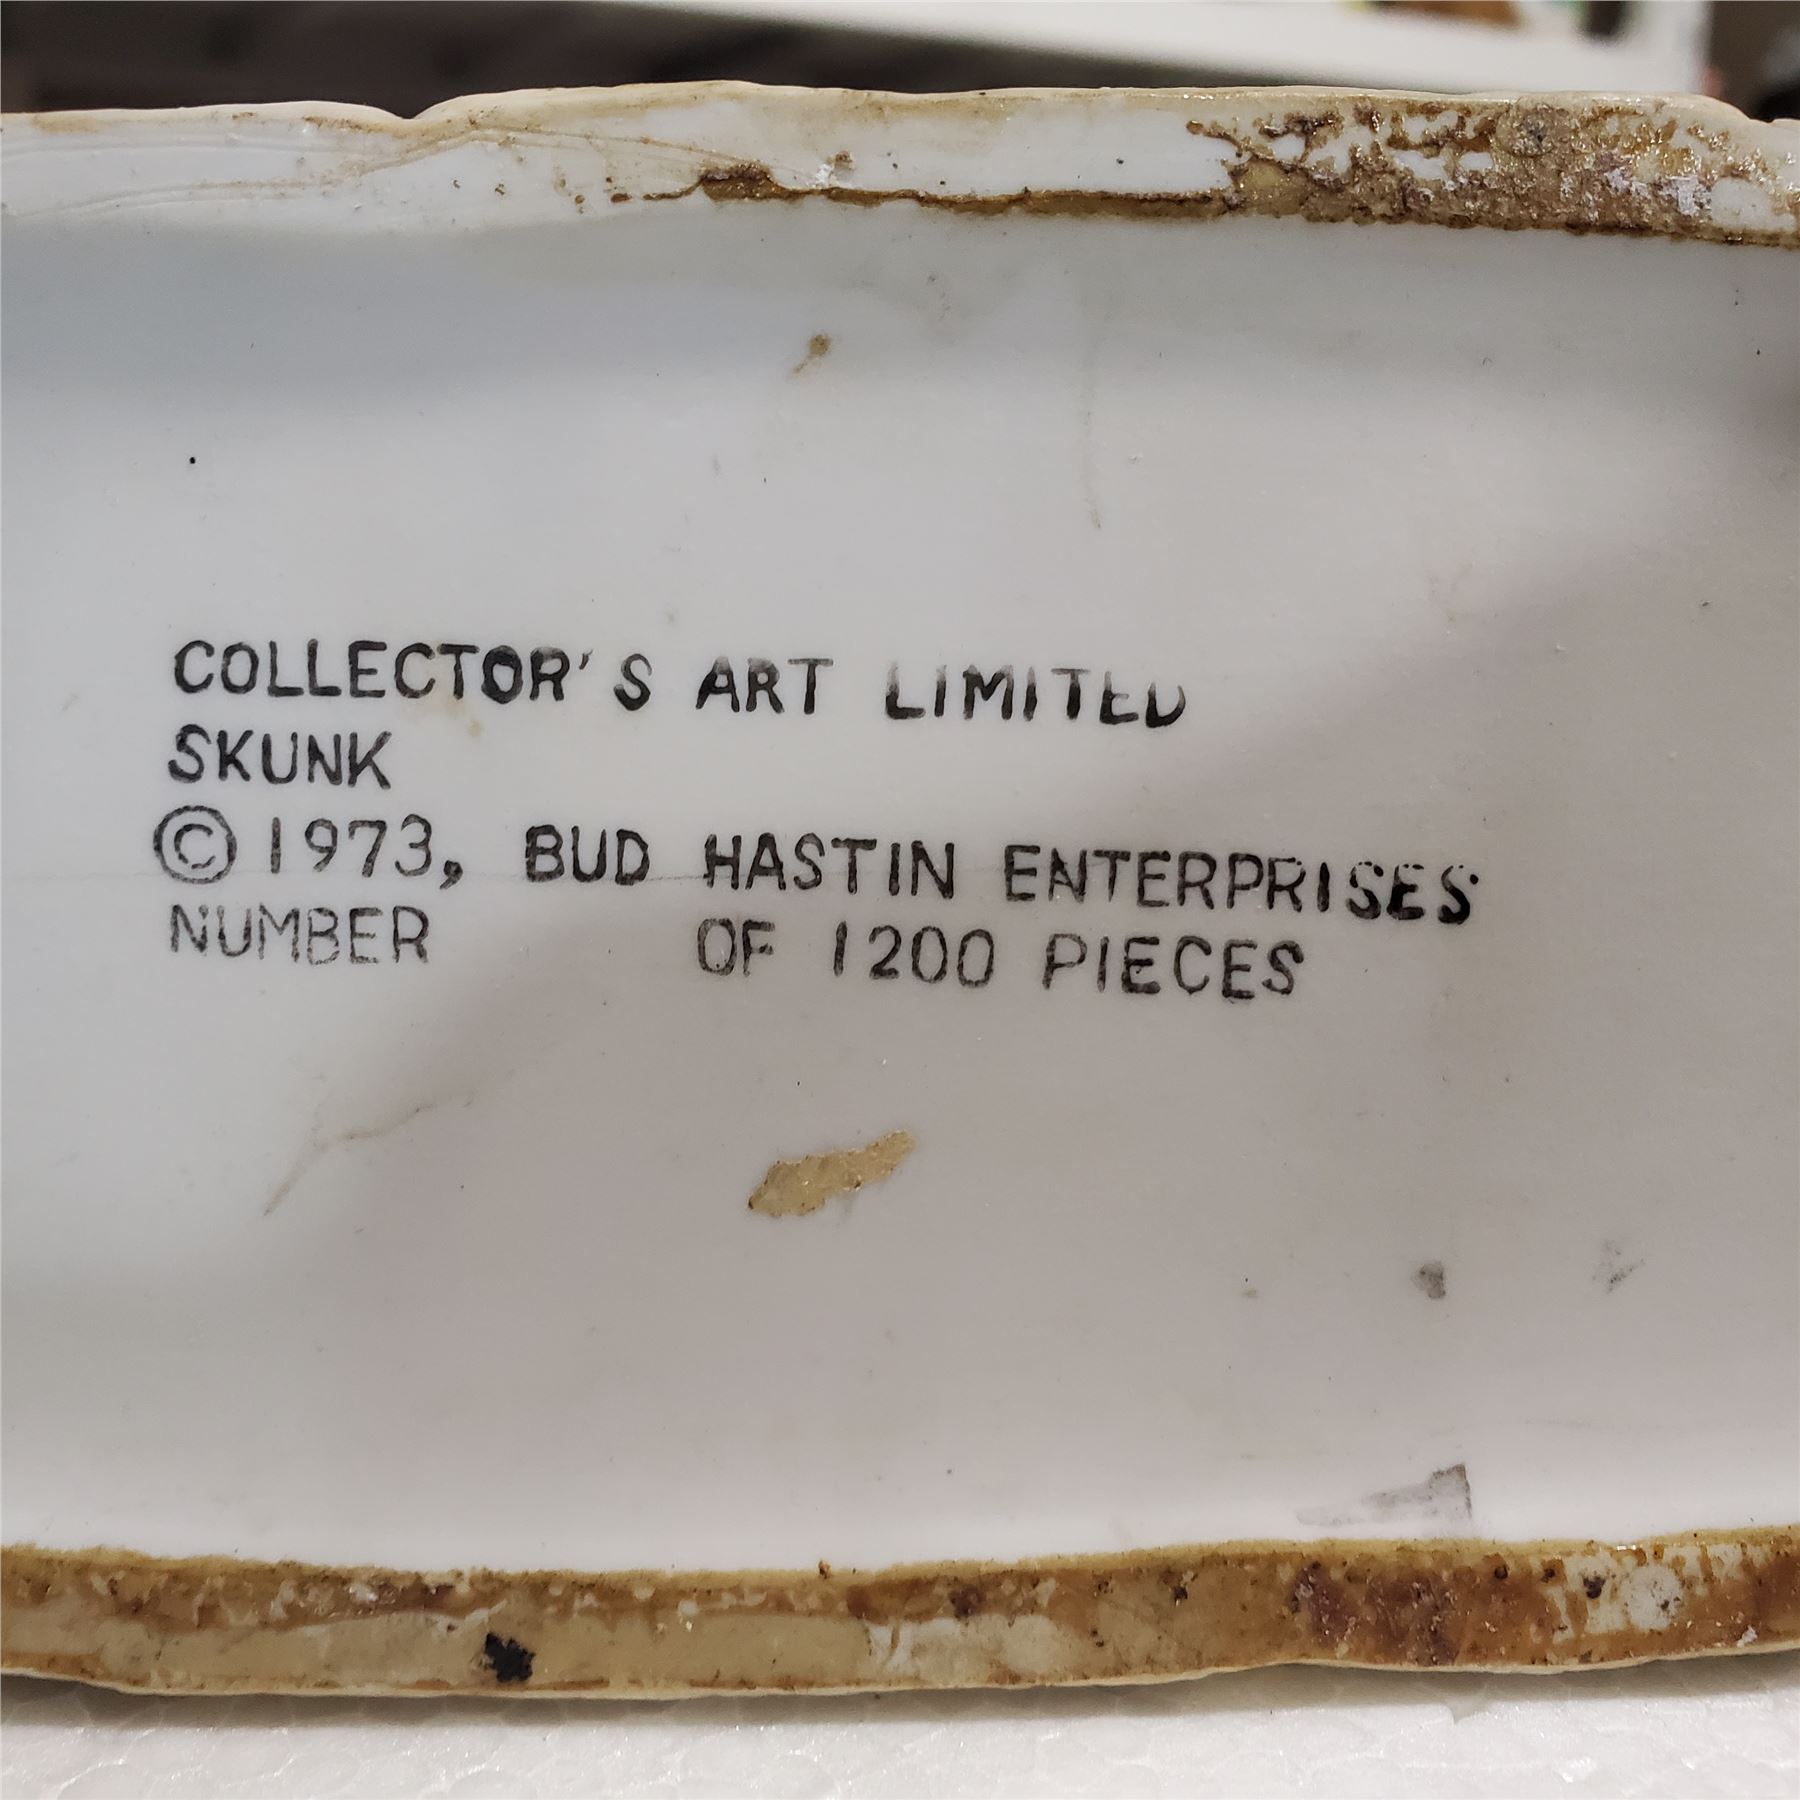 COLLECTOR'S ART LIMITED
SKUNK
© 1973, BUD HASTIN ENTERPRISES
NUMBER OF 1200 PIECES